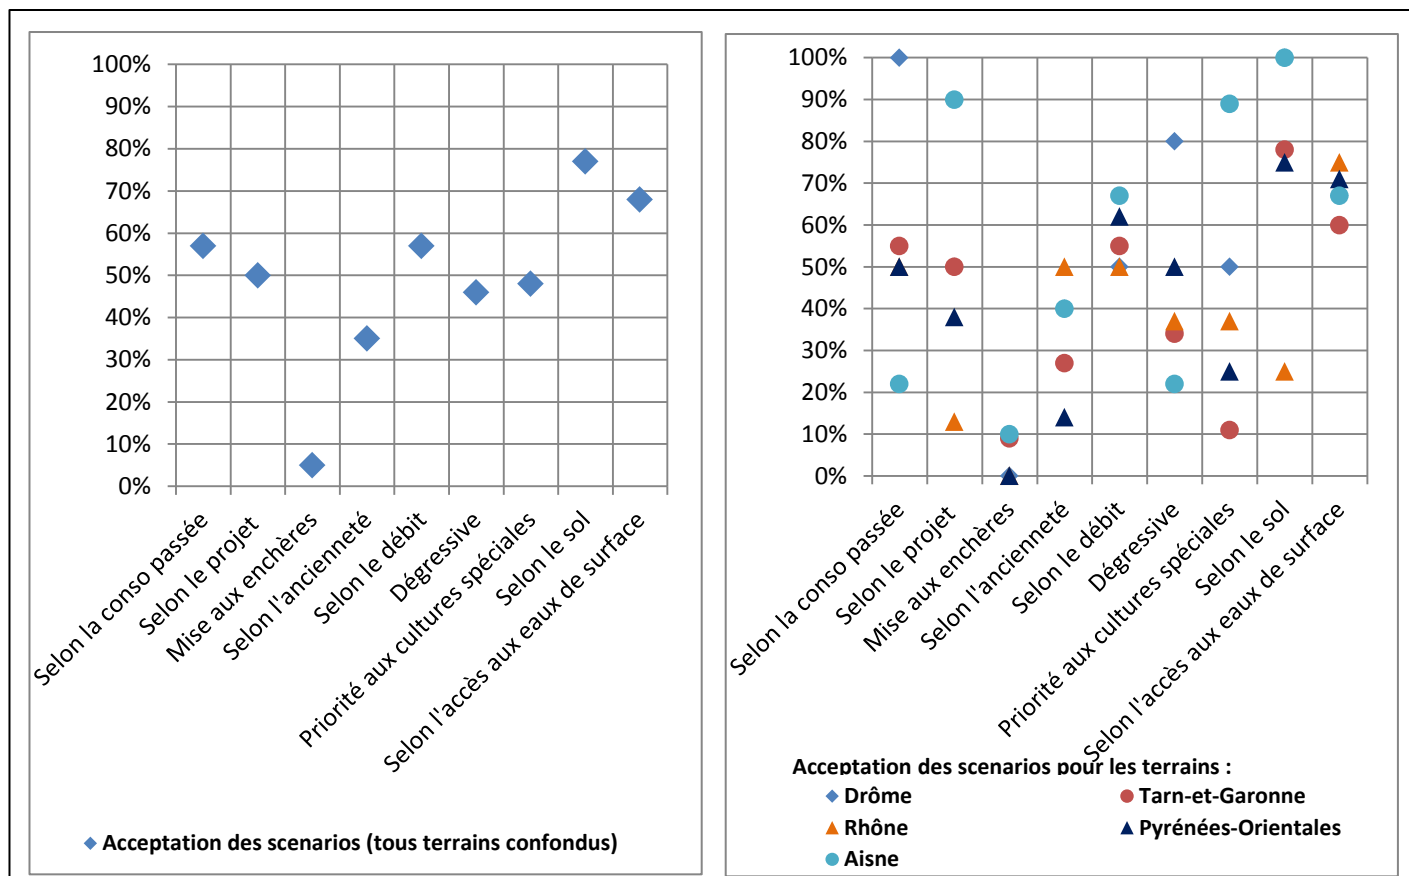 100%
90%
80%
70%
60%
50%
40%
30%
20%
10%
0%
Selon la conso passée
Selon le projet
Mise aux enchères
Selon l'ancienneté
Selon le débit
Dégressive
Priorité aux cultures spéciales
Selon le sol
Selon l'accès aux eaux de surface
Acceptation des scenarios (tous terrains confondus)
100%
90%
80%
70%
60%
50%
40%
30%
20%
10%
0%
Selon la conso passée
Selon le projet
Mise aux enchères
Selon l'ancienneté
Selon le débit
Dégressive
Priorité aux cultures spéciales
Selon le sol
Selon l'accès aux eaux de surface
Acceptation des scenarios pour les terrains :
Drôme Tarn-et-Garonne
Rhône Pyrénées-Orientales
Aisne